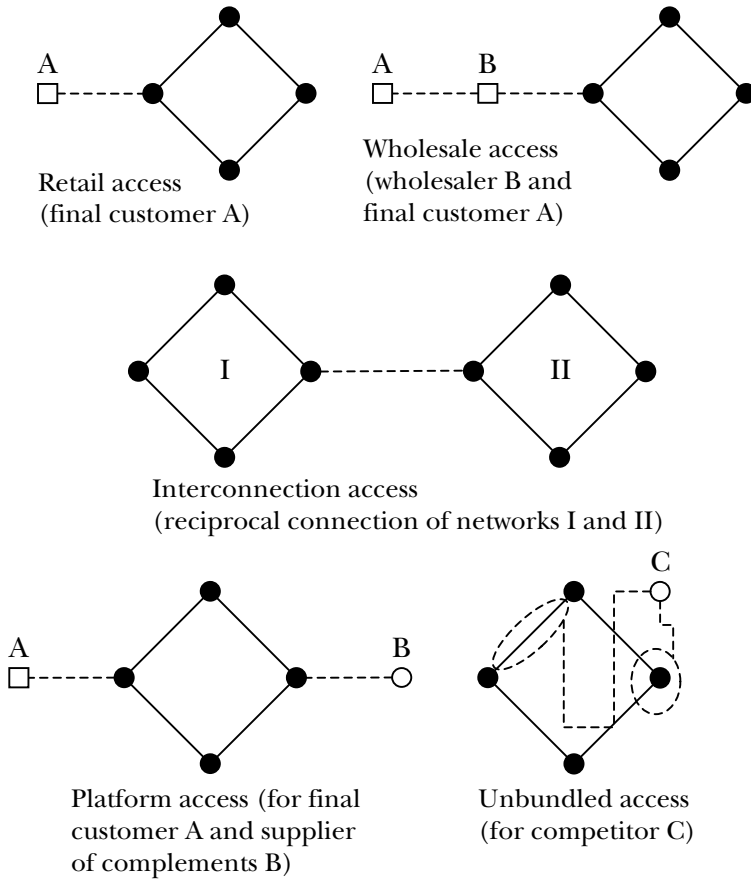 A
Retail access
(final customer A)
A
B
Wholesale access
(wholesaler B and
final customer A)
I
II
Interconnection access
(reciprocal connection of networks I and II)
A
B
Platform access (for final
customer A and supplier
of complements B)
C
Unbundled access
(for competitor C)